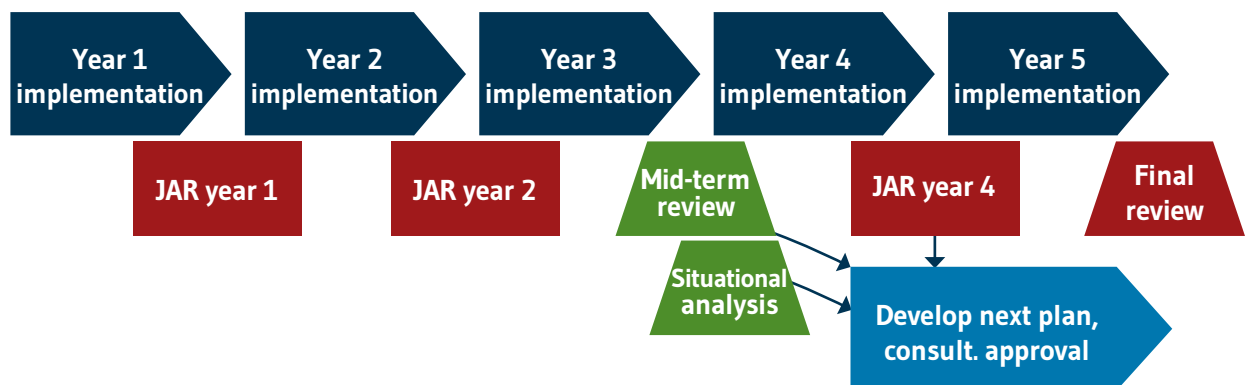 Year 1
implementation
Year 2
implementation
Year 3
implementation
Year 4
implementation
Year 5
implementation
JAR year 1
JAR year 2
Mid-term
review
JAR year 4
Final
review
Situational
analysis
Develop next plan,
consult. approval